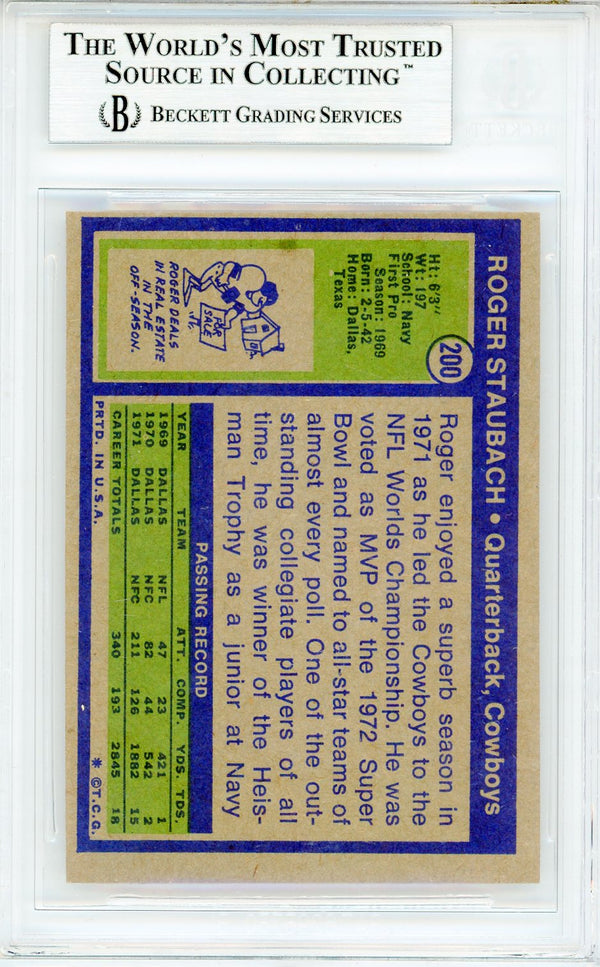 THE WORLD'S MOST TRUSTED
SOURCE IN COLLECTING™
B BECKETT GRADING SERVICES
ROGER STAUBACH • Quarterback, Cowboys
200
Ht: 6'3"
Wt: 197
School: Navy
First Pro
Season: 1969
Born: 2-5-42
Home: Dallas,
Texas
FOR
SALE
ROGER DEALS
IN REAL ESTATE
IN THE
OFF-SEASON.
Roger enjoyed a superb season in
1971 as he led the Cowboys to the
NFL Worlds Championship. He was
voted as MVP of the 1972 Super
Bowl and named to all-star teams of
almost every poll. One of the out-
standing collegiate players of all
time, he was winner of the Heis-
man Trophy as a junior at Navy
PASSING RECORD
YEAR TEAM ATT. COMP. YDS. TDS.
1969 DALLAS NFL 47 23 421 1
1970 DALLAS NFC 82 44 542 2
1971 DALLAS NFC 211 126 1882 15
CAREER TOTALS 340 193 2845 18
PRTD. IN U.S.A. * ©T.C.G.